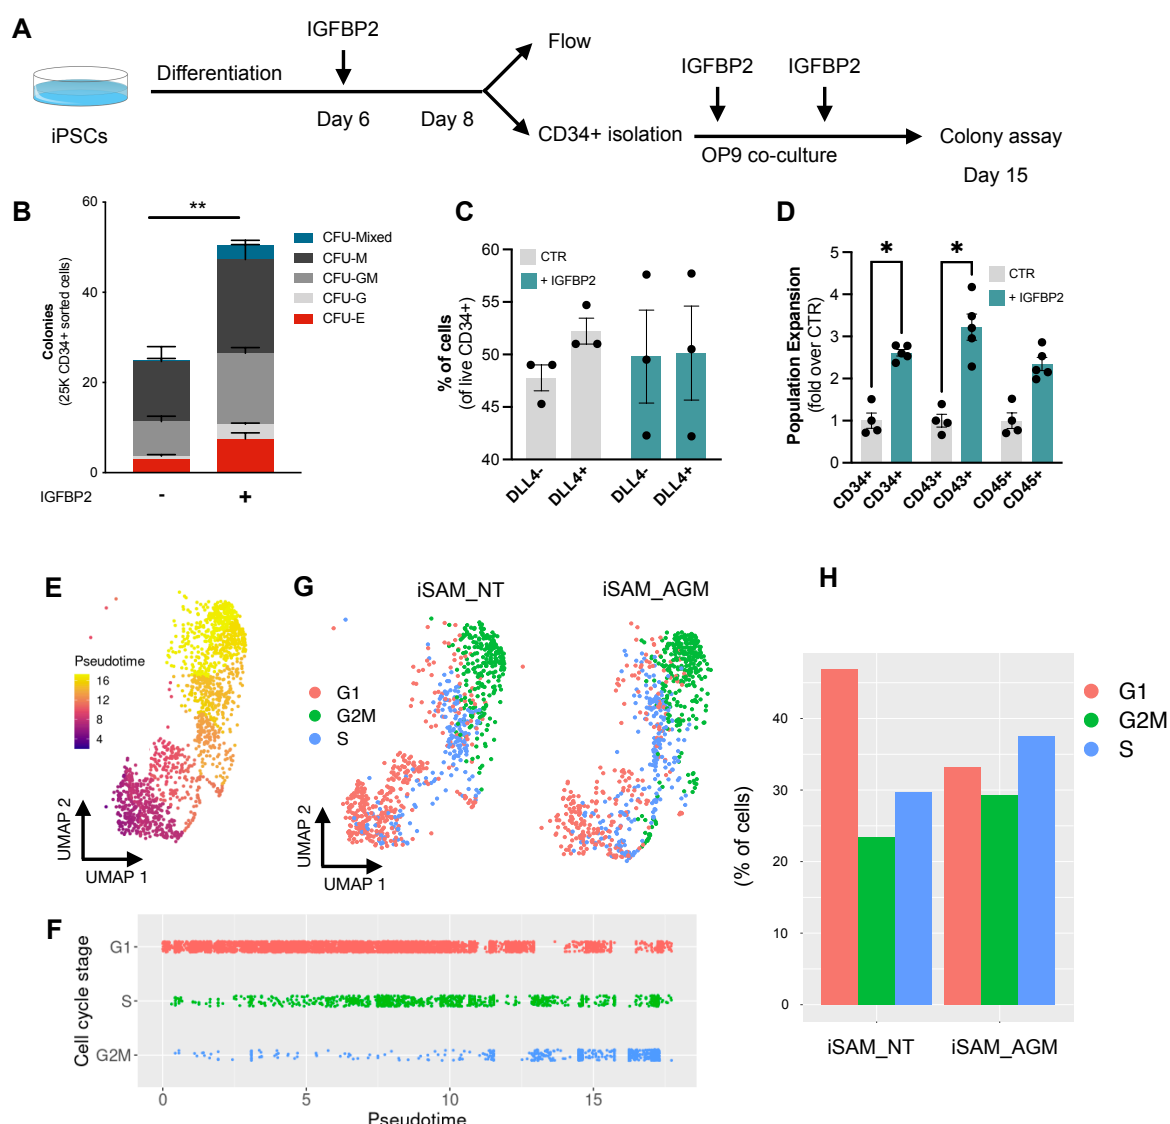 A
IGFBP2
Flow
Differentiation
IGFBP2 IGFBP2
iPSCs
Day 6
Day 8
CD34+ isolation
OP9 co-culture
Colony assay
Day 15
B
Colonies
(25K CD34+ sorted cells)
60
40
20
0
**
CFU-Mixed
CFU-M
CFU-GM
CFU-G
CFU-E
IGFBP2 - +
C
% of cells
(of live CD34+)
60
55
50
45
40
CTR
+ IGFBP2
DLL4- DLL4+ DLL4- DLL4+
D
Population Expansion
(fold over CTR)
5
4
3
2
1
0
* *
CTR
+ IGFBP2
CD34+ CD34+ CD43+ CD43+ CD45+ CD45+
E
Pseudotime
16
12
8
4
UMAP 2
UMAP 1
G
iSAM_NT iSAM_AGM
G1
G2M
S
UMAP 2
UMAP 1
H
(% of cells)
40
30
20
10
0
iSAM_NT iSAM_AGM
G1
G2M
S
F
Cell cycle stage
G1
S
G2M
0 5 10 15
Pseudotime